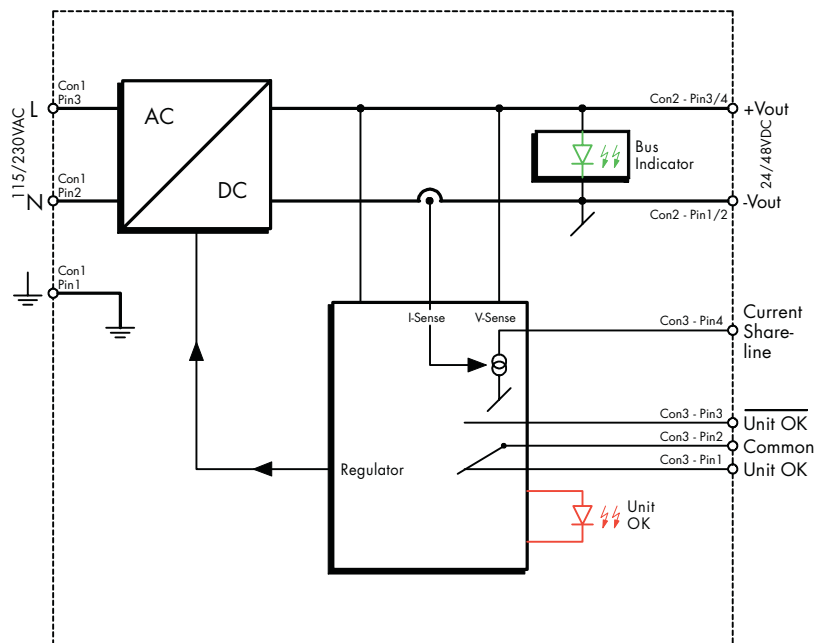 Con1
Pin3
L
115/230VAC
AC
DC
Con1
Pin2
N
Con1
Pin1
Con2 - Pin3/4
+Vout
24/48VDC
Bus
Indicator
-Vout
Con2 - Pin1/2
I-Sense
V-Sense
Con3 - Pin4
Current
Share-
line
Con3 - Pin3
Unit OK
Con3 - Pin2
Common
Con3 - Pin1
Unit OK
Regulator
Unit
OK